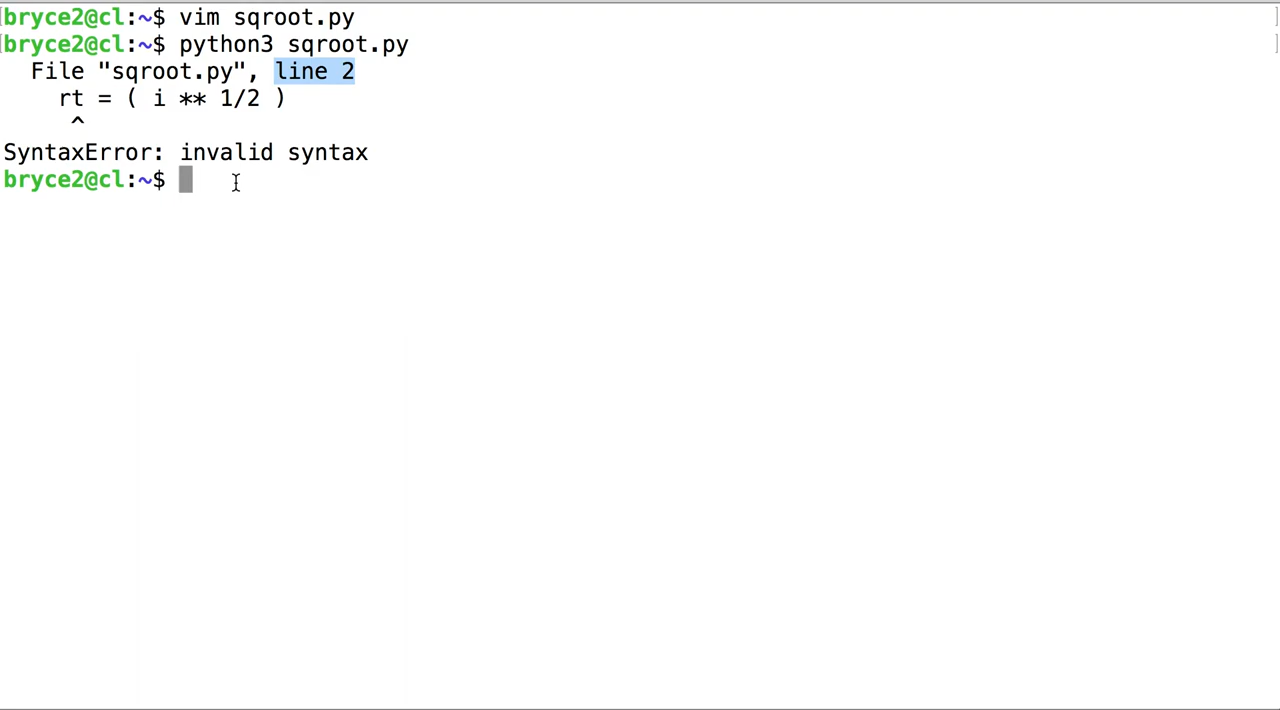 bryce2@cl:~$ vim sqroot.py
bryce2@cl:~$ python3 sqroot.py
  File "sqroot.py", line 2
    rt = ( i ** 1/2 )
     ^
SyntaxError: invalid syntax
bryce2@cl:~$